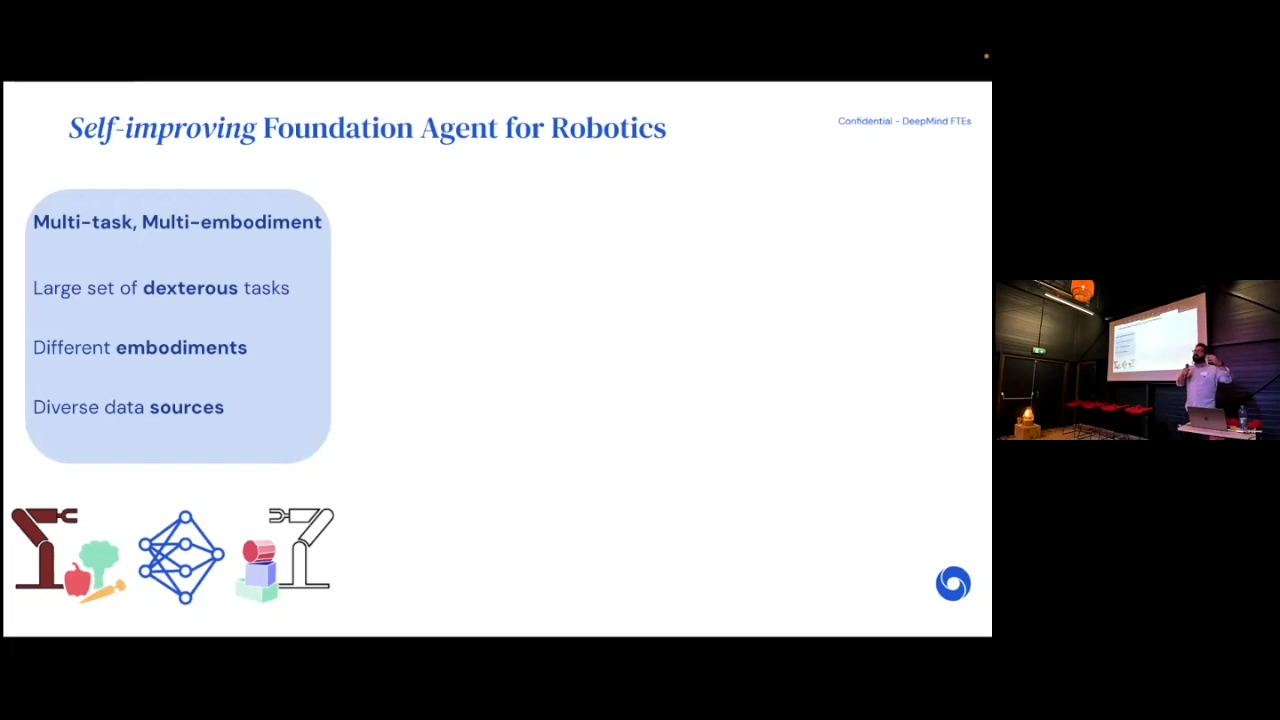 Self-improving Foundation Agent for Robotics
Confidential - DeepMind FTEs
Multi-task, Multi-embodiment
Large set of dexterous tasks
Different embodiments
Diverse data sources